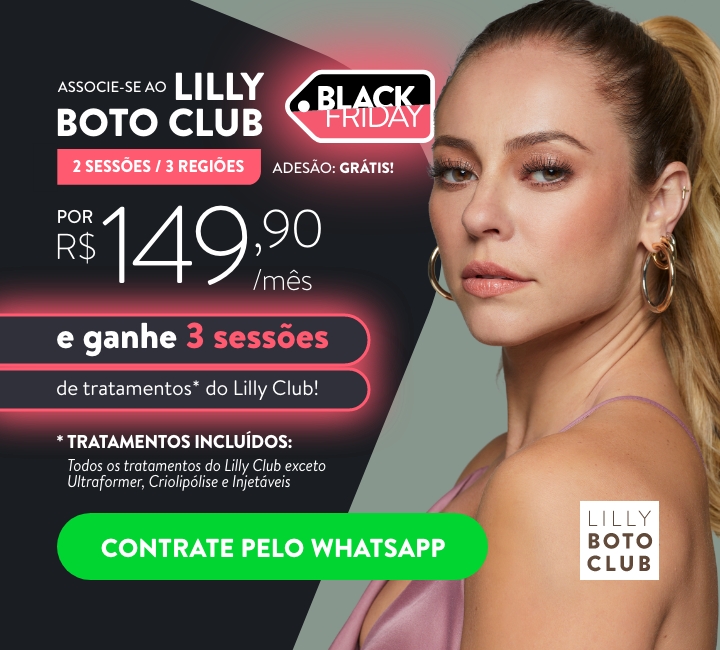 ASSOCIE-SE AO LILLY
BOTO CLUB
BLACK
FRIDAY
2 SESSÕES / 3 REGIÕES
ADESÃO: GRÁTIS!
POR
R$ 149,90
/mês
e ganhe 3 sessões
de tratamentos* do Lilly Club!
* TRATAMENTOS INCLUÍDOS:
Todos os tratamentos do Lilly Club exceto
Ultraformer, Criolipólise e Injetáveis
CONTRATE PELO WHATSAPP
LILLY
BOTO
CLUB